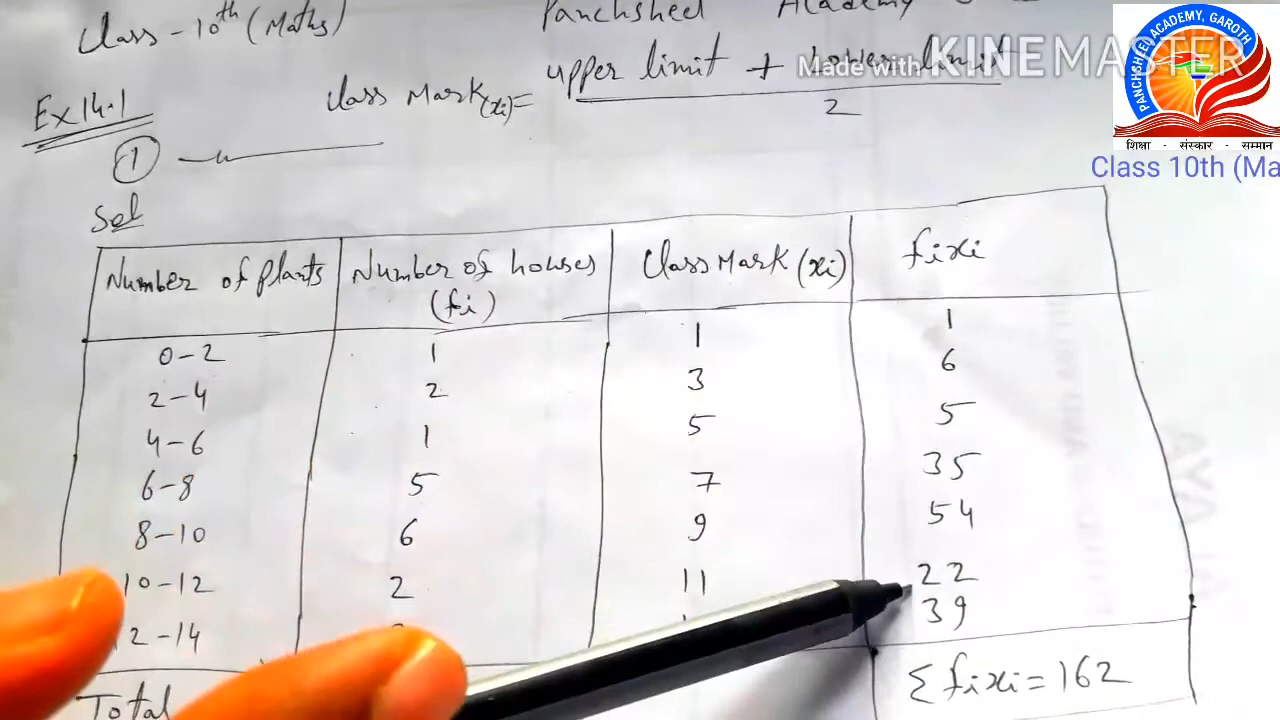 Class - 10th (Maths)
Panchsheel Academy
Made with KINEMASTER
PANCHSHEEL ACADEMY, GAROTH
शिक्षा - संस्कार - सम्मान
Class 10th (Ma
Ex 14.1
Class Mark(xi) = upper limit + Lower limit
2
1
Sol
Number of plants Number of houses (fi) Class Mark (xi) fixi
0-2 1 1 1
2-4 2 3 6
4-6 1 5 5
6-8 5 7 35
8-10 6 9 54
10-12 2 11 22
12-14 39
Total Σfixi = 162